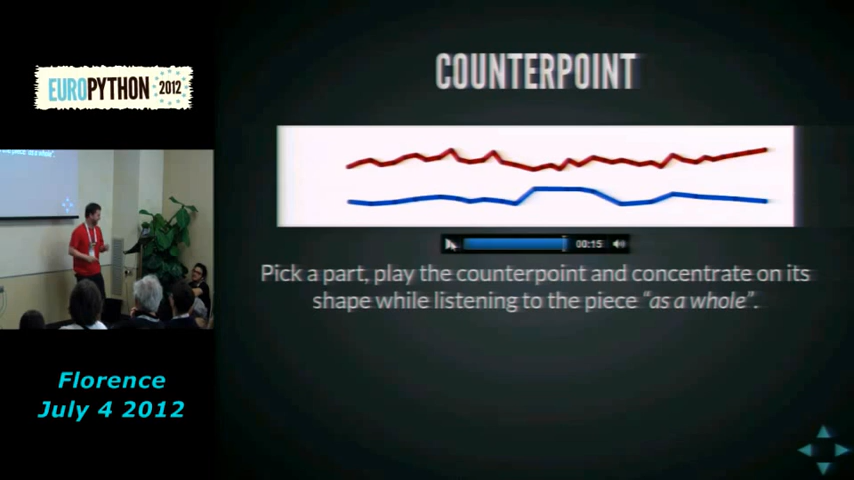 EUROPYTHON 2012
COUNTERPOINT
00:15
Pick a part, play the counterpoint and concentrate on its
shape while listening to the piece "as a whole".
Florence
July 4 2012